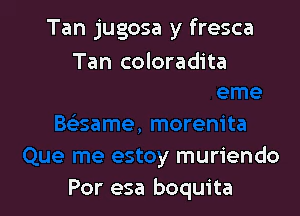 Tan jugosa y fresca
Tan coloradita
eme
Bésame, morenita
Que me estoy muriendo
Por esa boquita